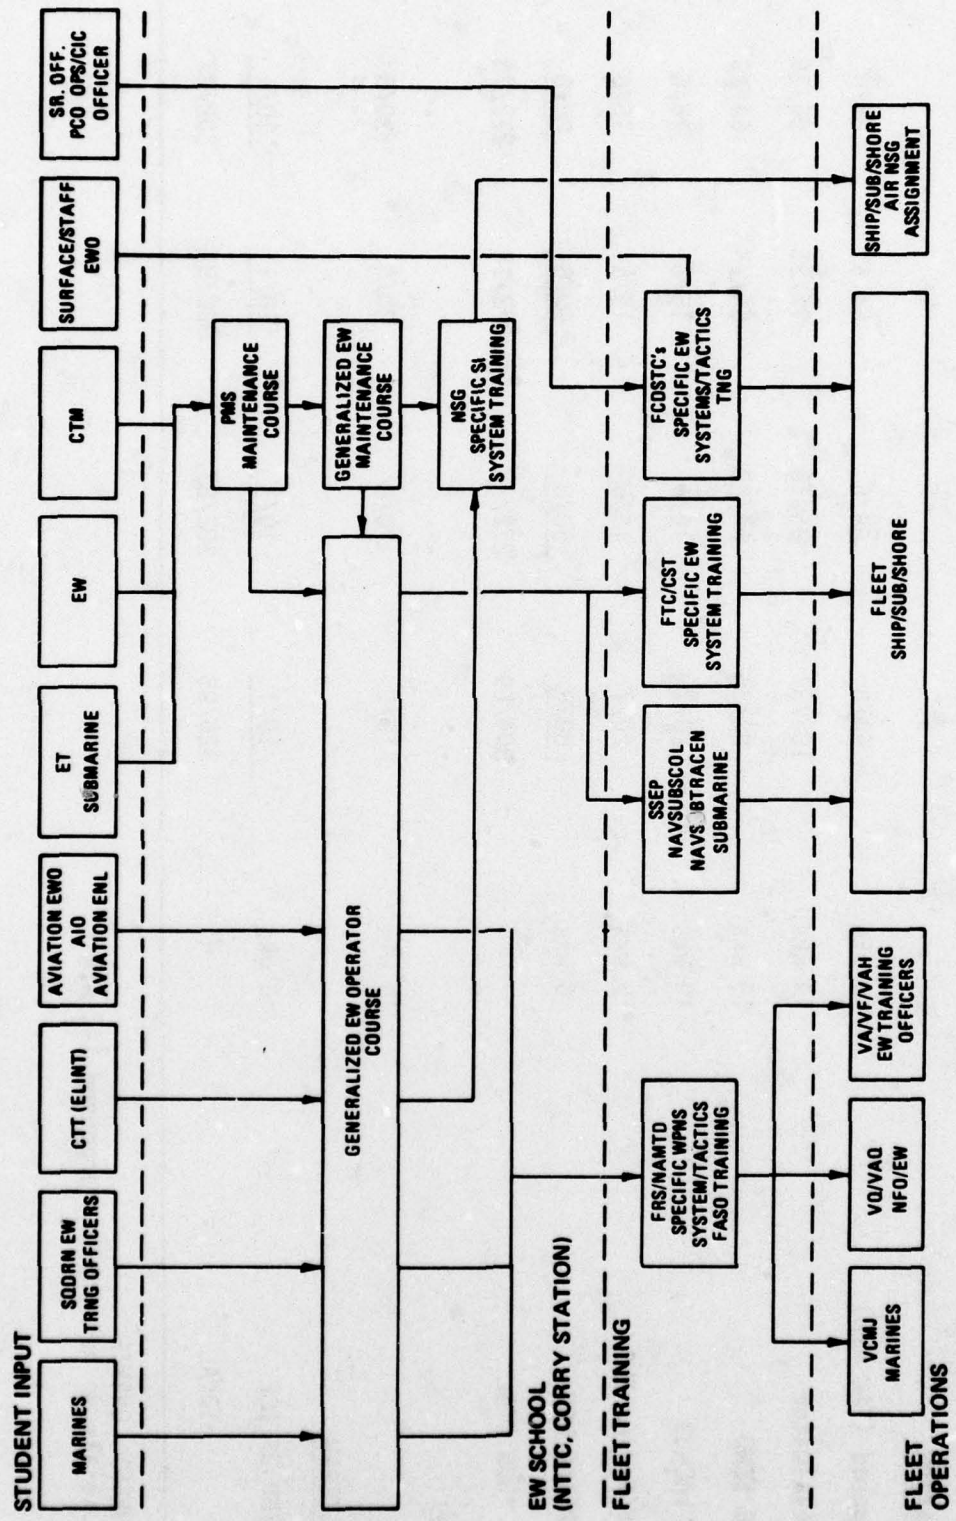 STUDENT INPUT
MARINES
SQDRN EW
TRNG OFFICERS
CTT (ELINT)
AVIATION EWO
AIO
AVIATION ENL
ET
SUBMARINE
EW
CTM
SURFACE/STAFF
EWO
SR. OFF.
PCO OPS/CIC
OFFICER
PMS
MAINTENANCE
COURSE
GENERALIZED EW
MAINTENANCE
COURSE
NSG
SPECIFIC SI
SYSTEM TRAINING
GENERALIZED EW OPERATOR
COURSE
EW SCHOOL
(NTTC, CORRY STATION)
FLEET TRAINING
FRS/NAMTD
SPECIFIC WPNS
SYSTEM/TACTICS
FASO TRAINING
SSEP
NAVSUBSCOL
NAVSUBTRACEN
SUBMARINE
FTC/CST
SPECIFIC EW
SYSTEM TRAINING
FCDSTC's
SPECIFIC EW
SYSTEMS/TACTICS
TNG
VCMJ
MARINES
VQ/VAQ
NFO/EW
VA/VF/VAH
EW TRAINING
OFFICERS
FLEET
SHIP/SUB/SHORE
SHIP/SUB/SHORE
AIR NSG
ASSIGNMENT
FLEET
OPERATIONS